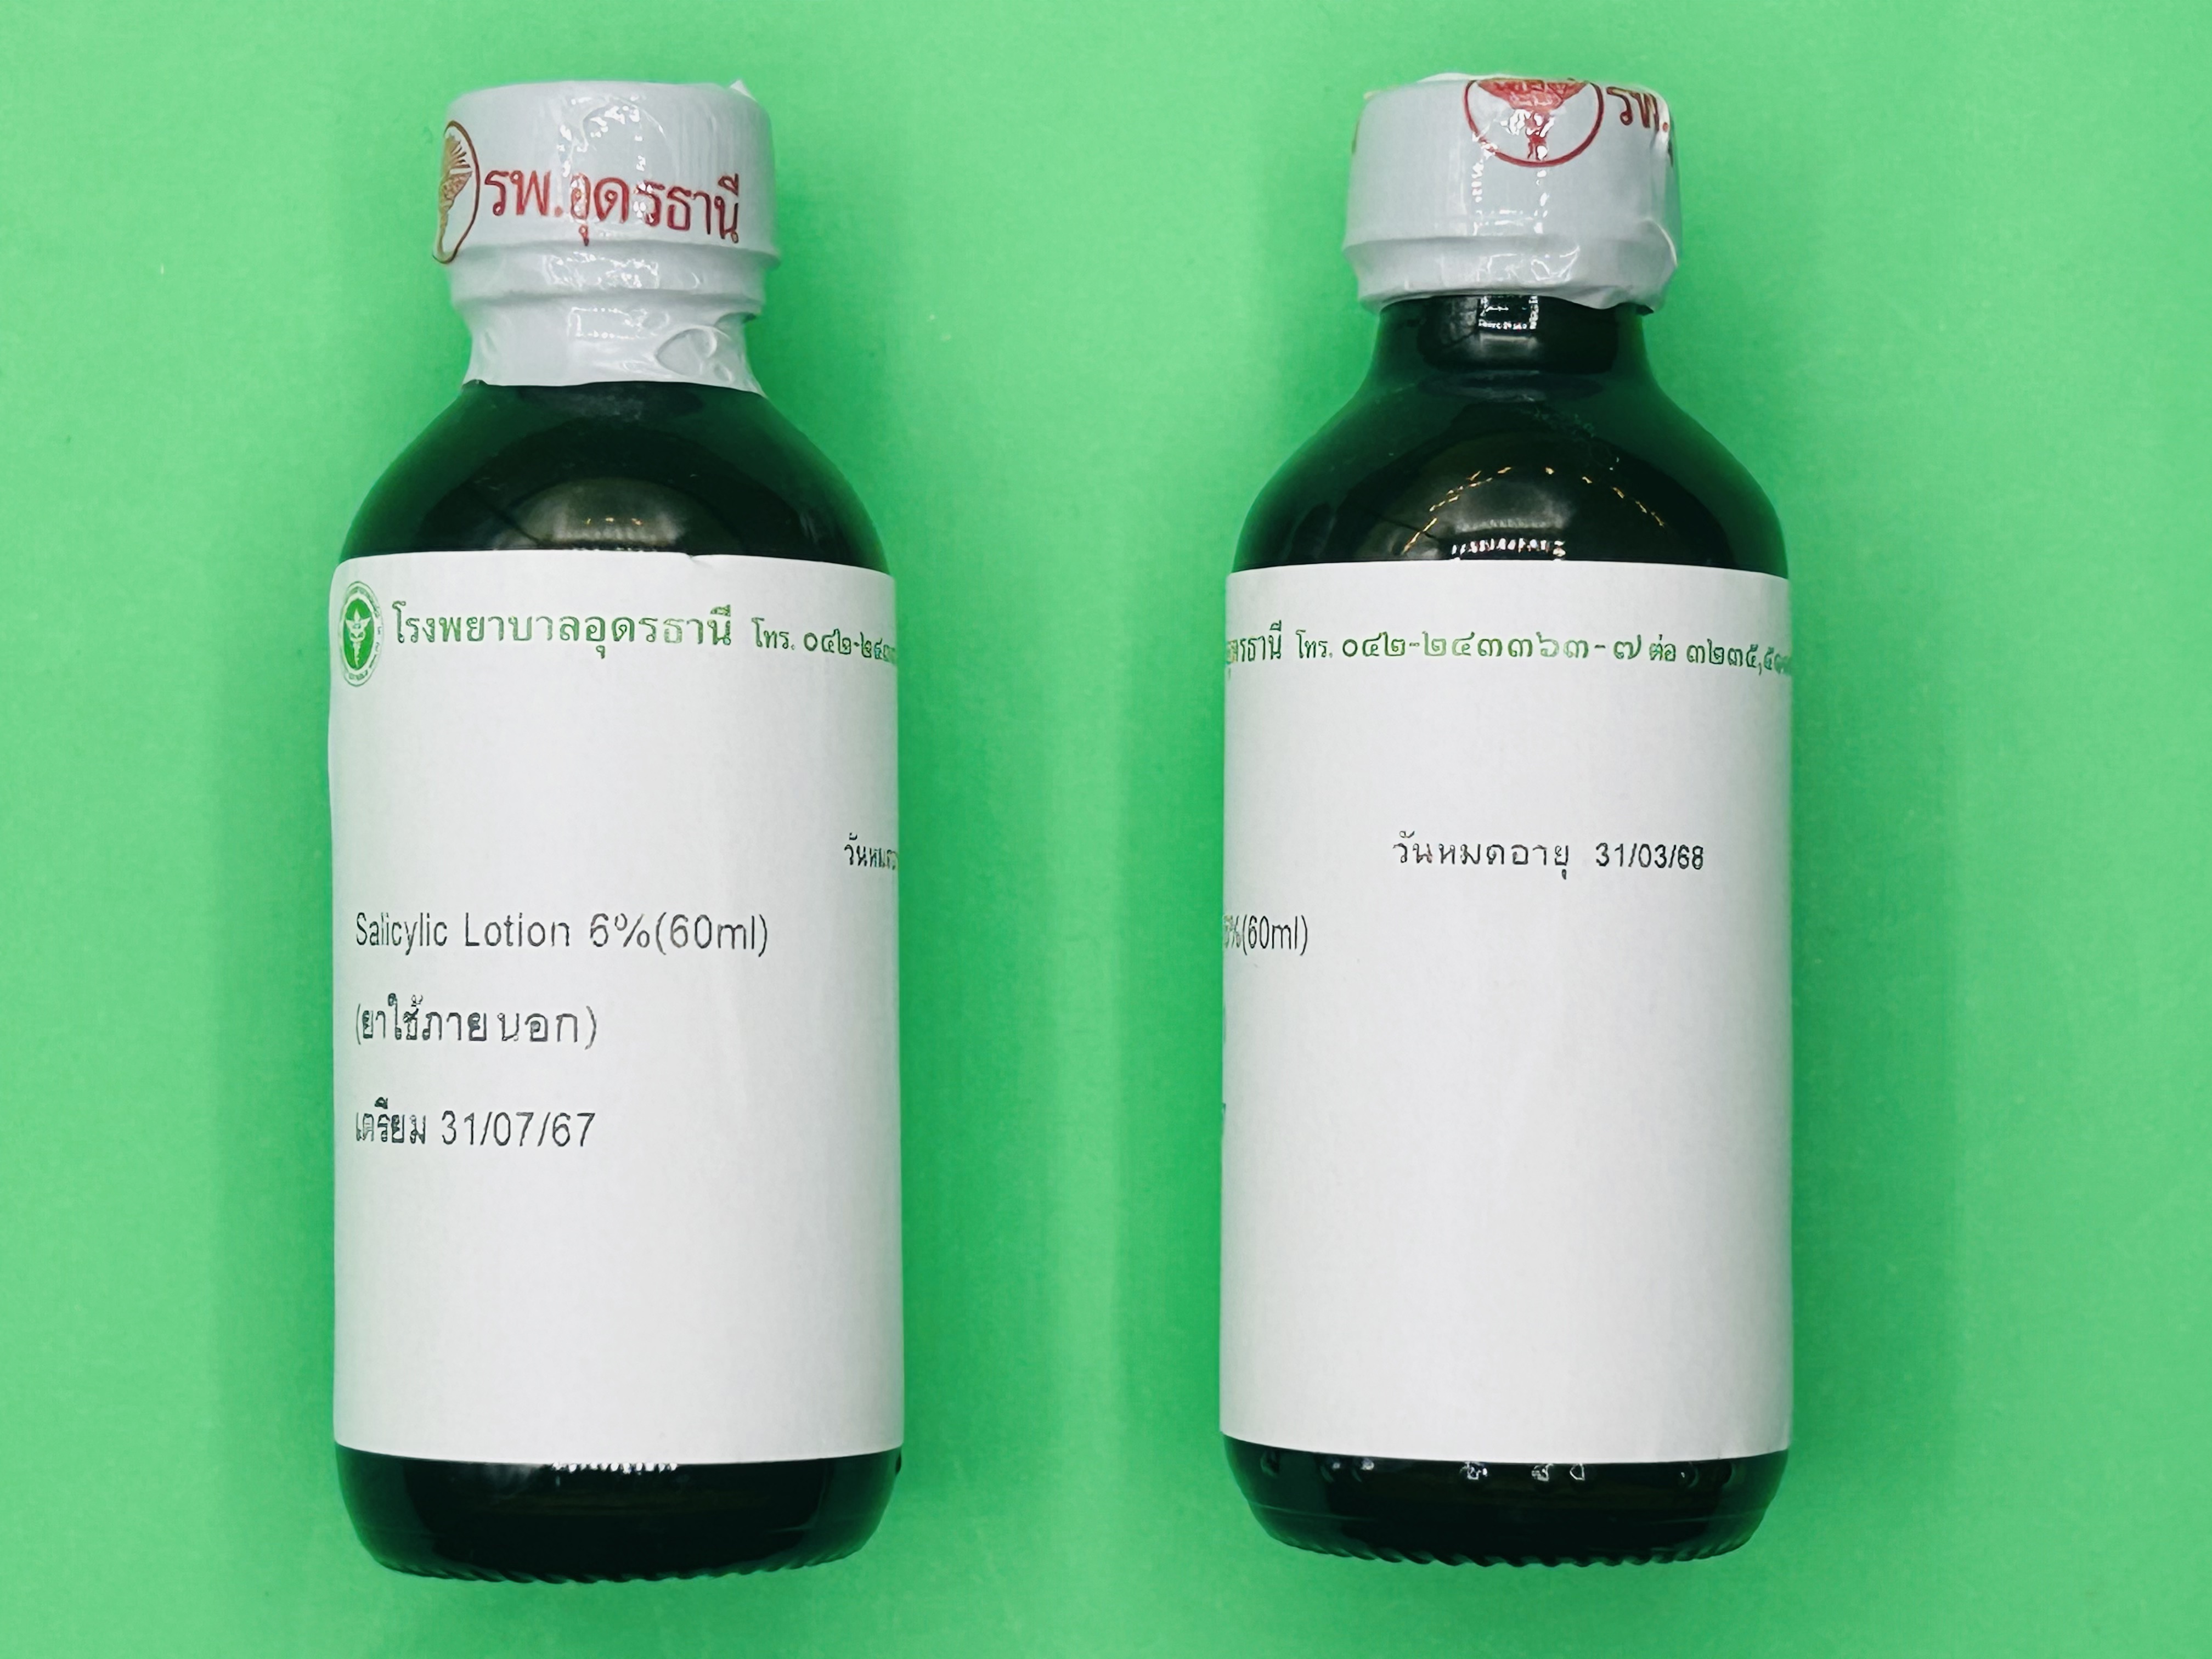 รพ.อุดรธานี
โรงพยาบาลอุดรธานี โทร. ๐๔๒-๒๔
Salicylic Lotion 6%(60ml)
(ยาใช้ภายนอก)
เตรียม 31/07/67
รพ.
รธานี โทร. ๐๔๒-๒๔๓๓๖๓-๗ ต่อ ๓๒๓๕,
วันหมดอายุ 31/03/68
%(60ml)